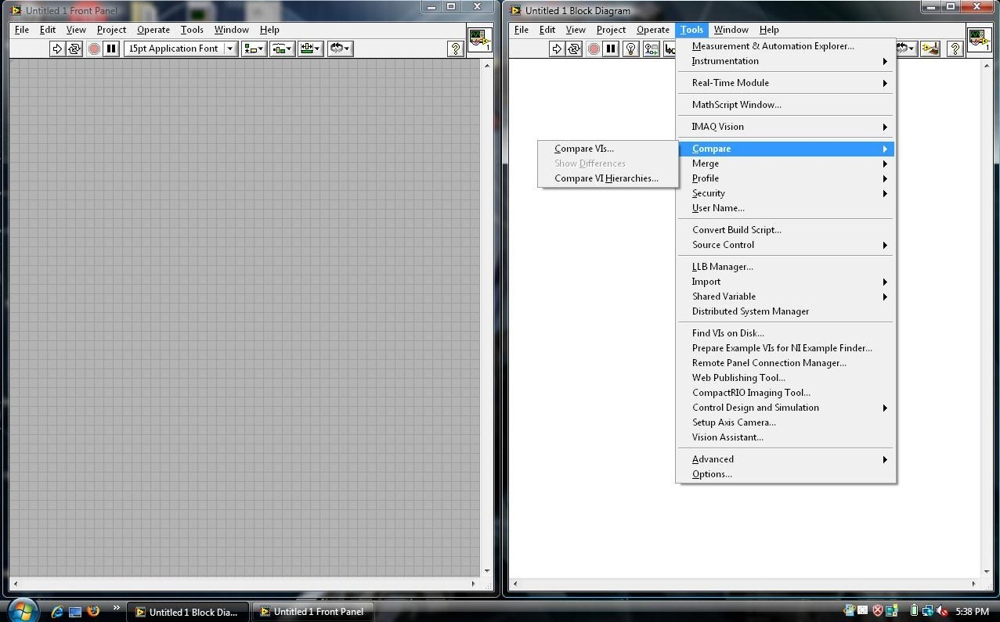 Untitled 1 Front Panel
File Edit View Project Operate Tools Window Help
15pt Application Font
?
1
Untitled 1 Block Diagram
File Edit View Project Operate Tools Window Help
?
1
Measurement & Automation Explorer...
Instrumentation
Real-Time Module
MathScript Window...
IMAQ Vision
Compare
Compare VIs...
Show Differences
Compare VI Hierarchies...
Merge
Profile
Security
User Name...
Convert Build Script...
Source Control
LLB Manager...
Import
Shared Variable
Distributed System Manager
Find VIs on Disk...
Prepare Example VIs for NI Example Finder...
Remote Panel Connection Manager...
Web Publishing Tool...
CompactRIO Imaging Tool...
Control Design and Simulation
Setup Axis Camera...
Vision Assistant...
Advanced
Options...
Untitled 1 Block Dia...
Untitled 1 Front Panel
5:38 PM